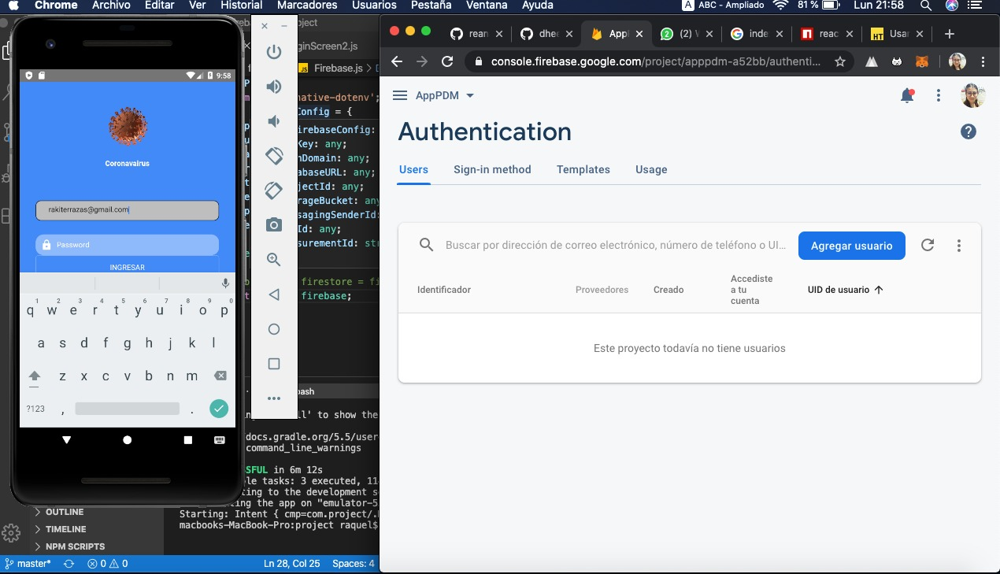 Chrome Archivo Editar Ver Historial Marcadores Usuarios Pestaña Ventana Ayuda
A ABC - Ampliado 81 % Lun 21:58
9:58
Coronavairus
rakiterrazas@gmail.com
Password
INGRESAR
1 2 3 4 5 6 7 8 9 0
q w e r t y u i o p
a s d f g h j k l
z x c v b n m
?123 , .
project
ginScreen2.js
JS Firebase.js >
native-dotenv';
Config = {
irebaseConfig:
Key: any;
hDomain: any;
abaseURL: any;
jectId: any;
rageBucket: any
sagingSenderId:
Id: any;
surementId: str
firestore = fi
firebase;
bash
ll' to show the
docs.gradle.org/5.5/user
command_line_warnings
SFUL in 6m 12s
le tasks: 3 executed, 11
ting to the development s
ting the app on "emulator-5
Starting: Intent { cmp=com.project/.
macbooks-MacBook-Pro:project raquel$
OUTLINE
TIMELINE
NPM SCRIPTS
master* 0 0 Ln 28, Col 25 Spaces: 4
rean dhee AppI (2) W inde reac HT Usar
console.firebase.google.com/project/apppdm-a52bb/authenti...
AppPDM
Authentication
Users Sign-in method Templates Usage
Buscar por dirección de correo electrónico, número de teléfono o UI... Agregar usuario
Identificador Proveedores Creado Accediste
a tu
cuenta
UID de usuario
Este proyecto todavía no tiene usuarios